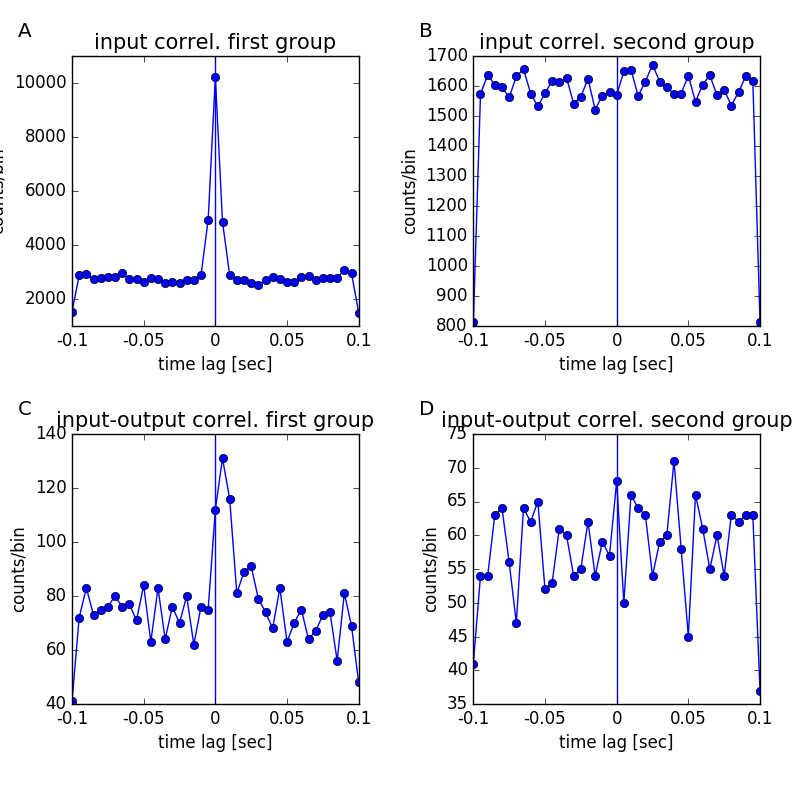 A
input correl. first group
10000
8000
6000
4000
2000
counts/bin
-0.1 -0.05 0 0.05 0.1
time lag [sec]
B
input correl. second group
1700
1600
1500
1400
1300
1200
1100
1000
900
800
counts/bin
-0.1 -0.05 0 0.05 0.1
time lag [sec]
C
input-output correl. first group
140
120
100
80
60
40
counts/bin
-0.1 -0.05 0 0.05 0.1
time lag [sec]
D
input-output correl. second group
75
70
65
60
55
50
45
40
35
counts/bin
-0.1 -0.05 0 0.05 0.1
time lag [sec]